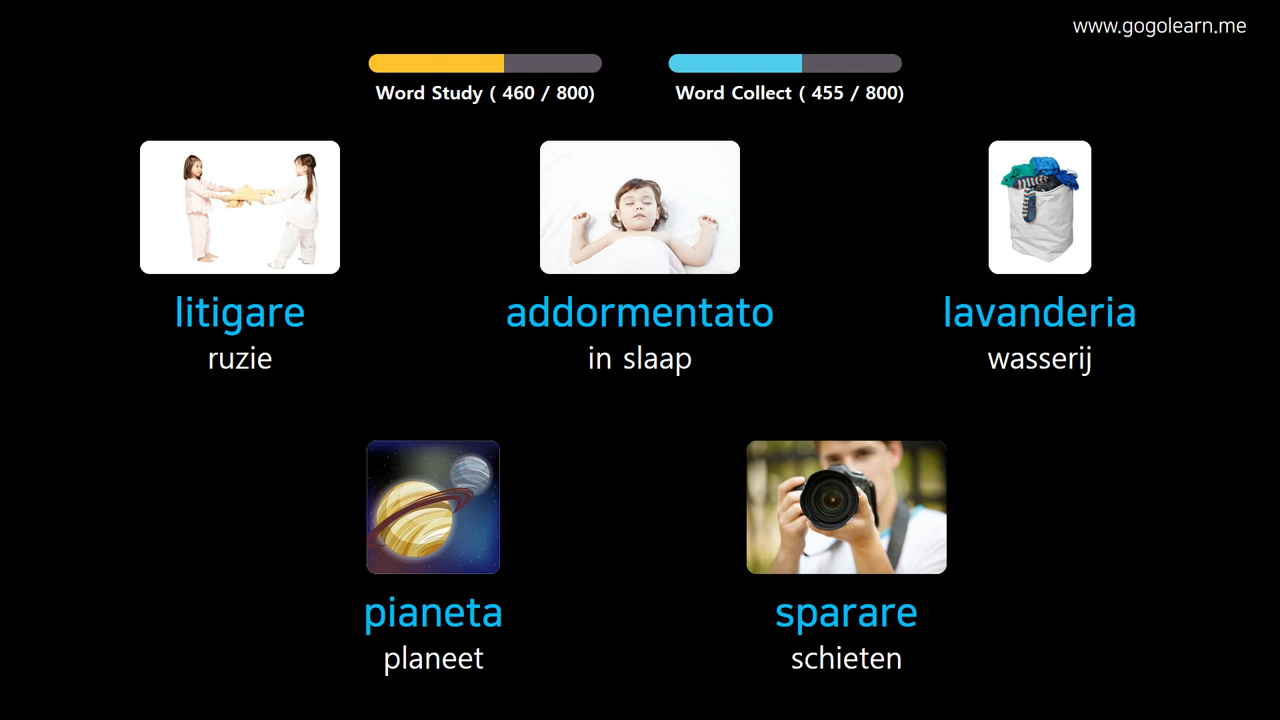 www.gogolearn.me
Word Study ( 460 / 800)
Word Collect ( 455 / 800)
litigare
ruzie
addormentato
in slaap
lavanderia
wasserij
pianeta
planeet
sparare
schieten